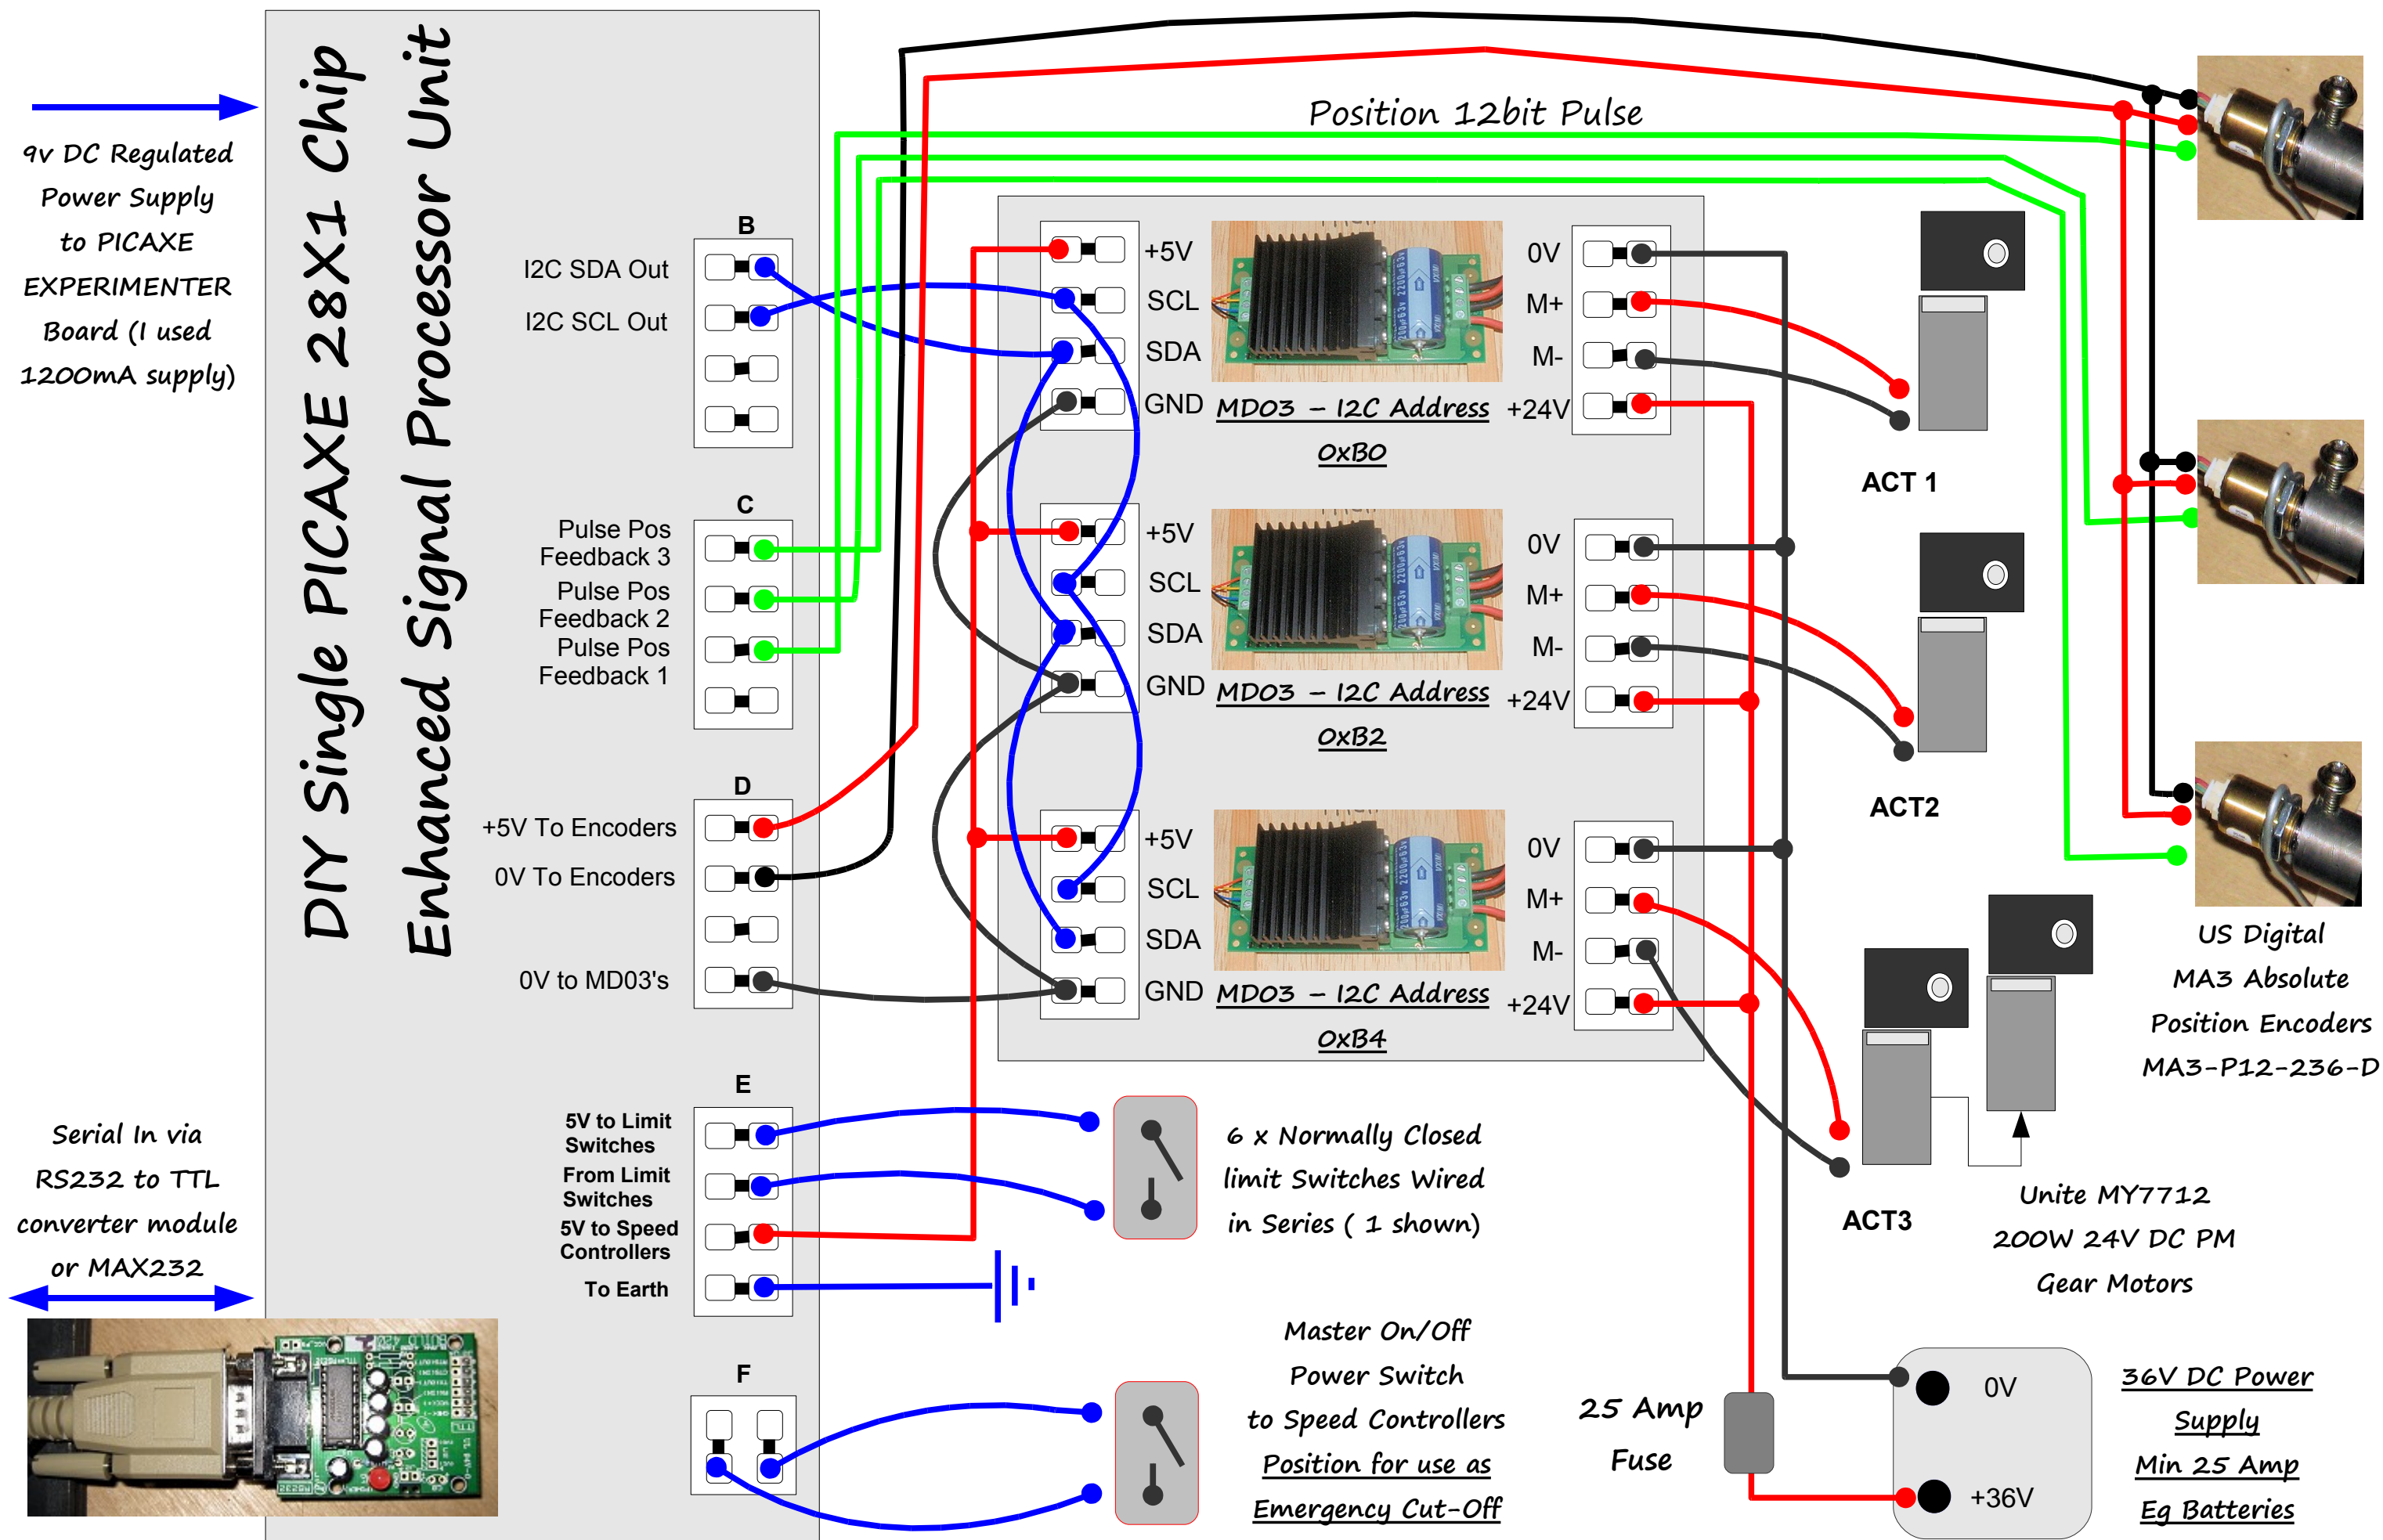 DIY Single PICAXE 28X1 Chip
Enhanced Signal Processor Unit
9v DC Regulated
Power Supply
to PICAXE
EXPERIMENTER
Board (I used
1200mA supply)
Serial In via
RS232 to TTL
converter module
or MAX232
B
I2C SDA Out
I2C SCL Out
C
Pulse Pos
Feedback 3
Pulse Pos
Feedback 2
Pulse Pos
Feedback 1
D
+5V To Encoders
0V To Encoders
0V to MD03's
E
5V to Limit
Switches
From Limit
Switches
5V to Speed
Controllers
To Earth
F
Position 12bit Pulse
+5V
SCL
SDA
GND
MD03 – I2C Address
0xB0
0V
M+
M-
+24V
+5V
SCL
SDA
GND
MD03 – I2C Address
0xB2
0V
M+
M-
+24V
+5V
SCL
SDA
GND
MD03 – I2C Address
0xB4
0V
M+
M-
+24V
ACT 1
ACT2
ACT3
US Digital
MA3 Absolute
Position Encoders
MA3-P12-236-D
Unite MY7712
200W 24V DC PM
Gear Motors
6 x Normally Closed
limit Switches Wired
in Series ( 1 shown)
Master On/Off
Power Switch
to Speed Controllers
Position for use as
Emergency Cut-Off
25 Amp
Fuse
0V
+36V
36V DC Power
Supply
Min 25 Amp
Eg Batteries